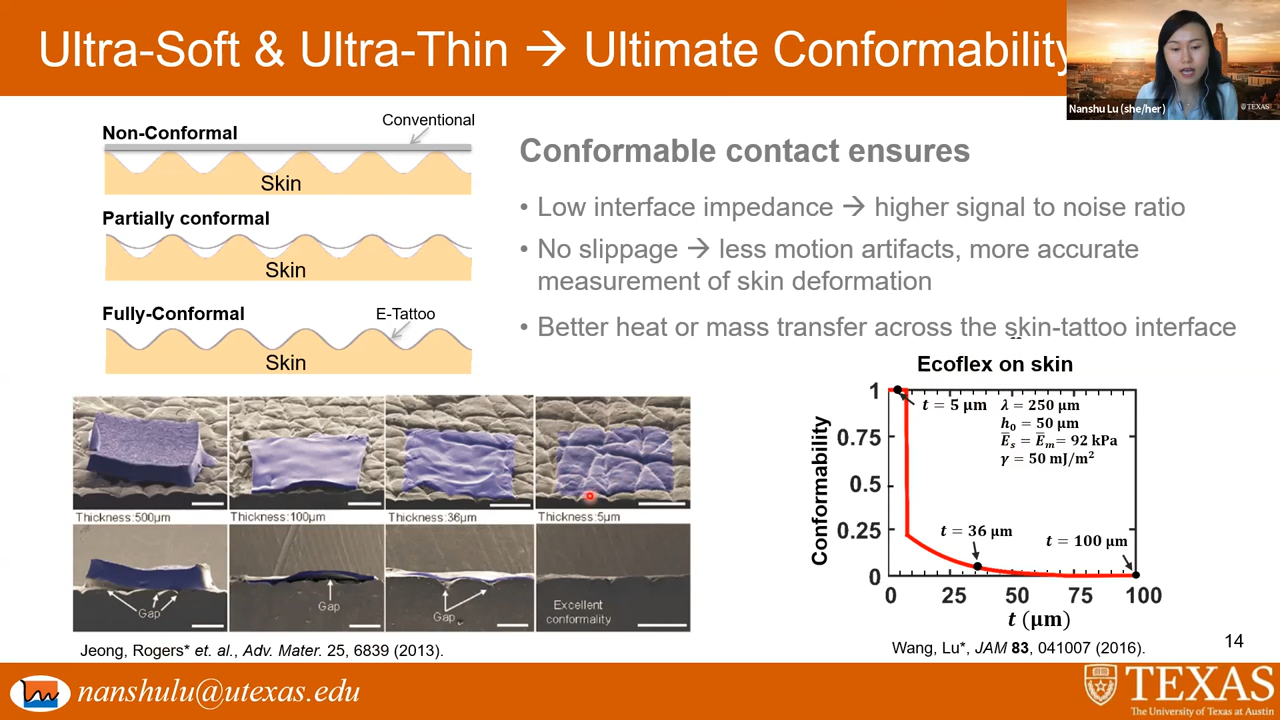 Ultra-Soft & Ultra-Thin → Ultimate Conformability
Nanshu Lu (she/her)
TEXAS
Non-Conformal
Conventional
Skin
Partially conformal
Skin
Fully-Conformal
E-Tattoo
Skin
Conformable contact ensures
• Low interface impedance → higher signal to noise ratio
• No slippage → less motion artifacts, more accurate
measurement of skin deformation
• Better heat or mass transfer across the skin-tattoo interface
Thickness:500μm
Thickness:100μm
Thickness:36μm
Thickness:5μm
Gap
Gap
Gap
Excellent
conformality
Jeong, Rogers* et. al., Adv. Mater. 25, 6839 (2013).
Ecoflex on skin
Conformability
1
0.75
0.5
0.25
0
t = 5 μm
λ = 250 μm
h₀ = 50 μm
E̅ₛ = E̅ₘ= 92 kPa
γ = 50 mJ/m²
t = 36 μm
t = 100 μm
0 25 50 75 100
t (μm)
Wang, Lu*, JAM 83, 041007 (2016).
14
nanshulu@utexas.edu
TEXAS
The University of Texas at Austin